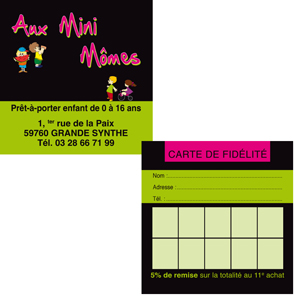 Aux Mini
Mômes
Prêt-à-porter enfant de 0 à 16 ans
1, ter rue de la Paix
59760 GRANDE SYNTHE
Tél. 03 28 66 71 99
CARTE DE FIDÉLITÉ
Nom :
Adresse :
Tél :
5% de remise sur la totalité au 11e achat